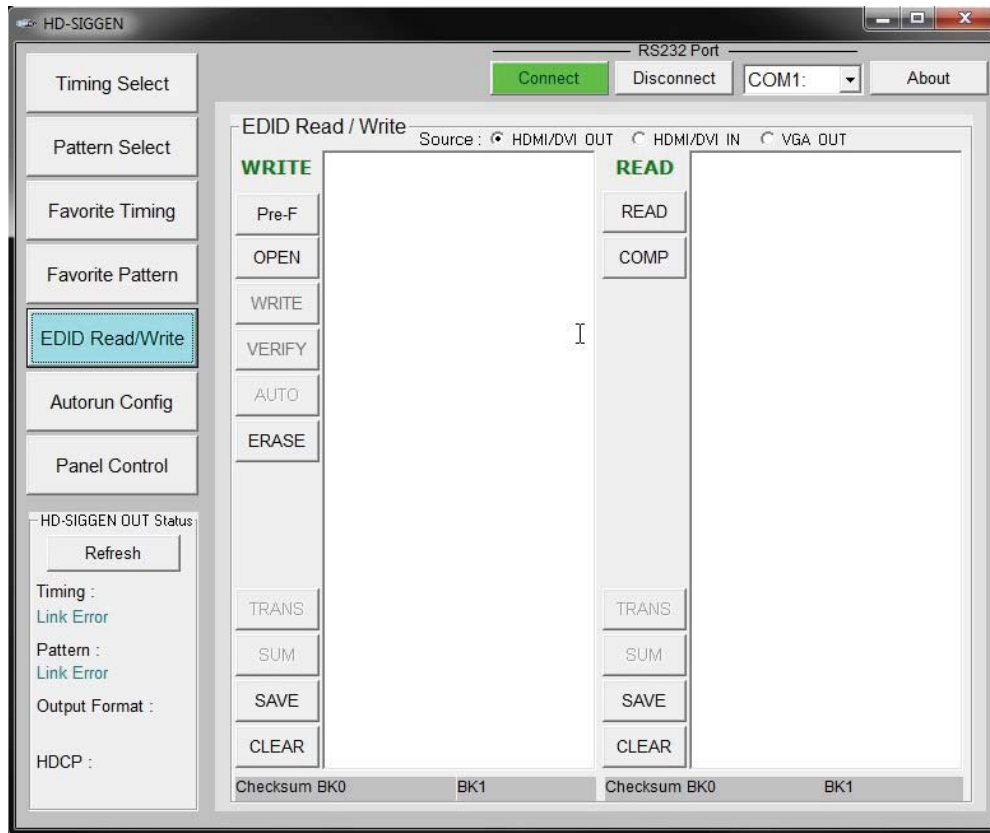 HD-SIGGEN
RS232 Port
Connect
Disconnect
COM1:
About
Timing Select
Pattern Select
Favorite Timing
Favorite Pattern
EDID Read/Write
Autorun Config
Panel Control
HD-SIGGEN OUT Status
Refresh
Timing :
Link Error
Pattern :
Link Error
Output Format :
HDCP :
EDID Read / Write
Source : HDMI/DVI OUT HDMI/DVI IN VGA OUT
WRITE
Pre-F
OPEN
WRITE
VERIFY
AUTO
ERASE
TRANS
SUM
SAVE
CLEAR
Checksum BK0 BK1
READ
READ
COMP
TRANS
SUM
SAVE
CLEAR
Checksum BK0 BK1